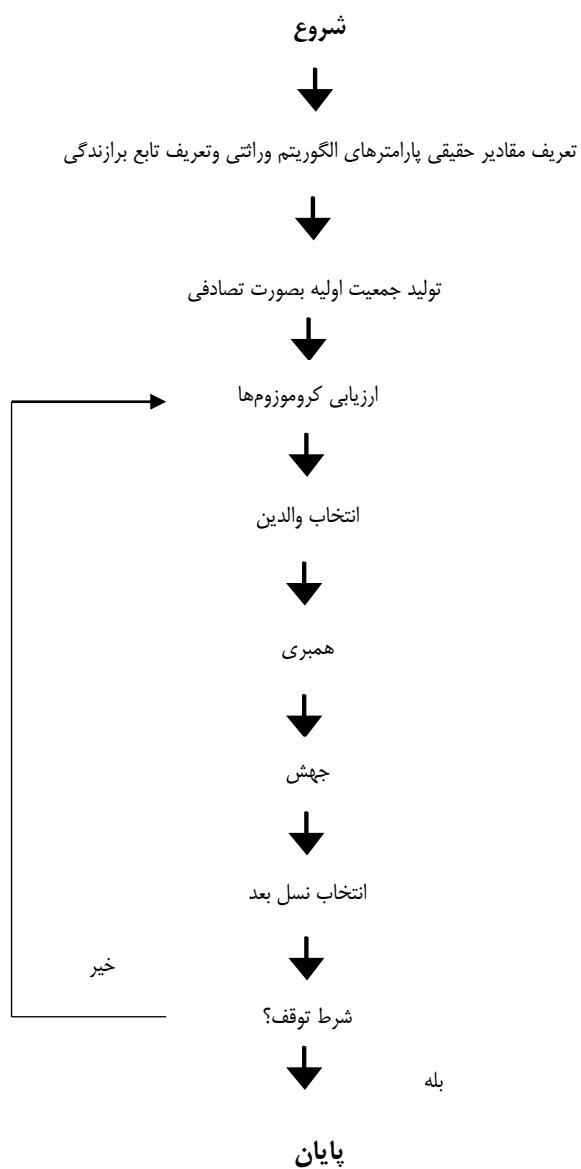 شروع
تعریف مقادیر حقیقی پارامترهای الگوریتم وراثتی وتعریف تابع برازندگی
تولید جمعیت اولیه بصورت تصادفی
ارزیابی کروموزوم‌ها
انتخاب والدین
همبری
جهش
انتخاب نسل بعد
خیر
شرط توقف؟
بله
پایان